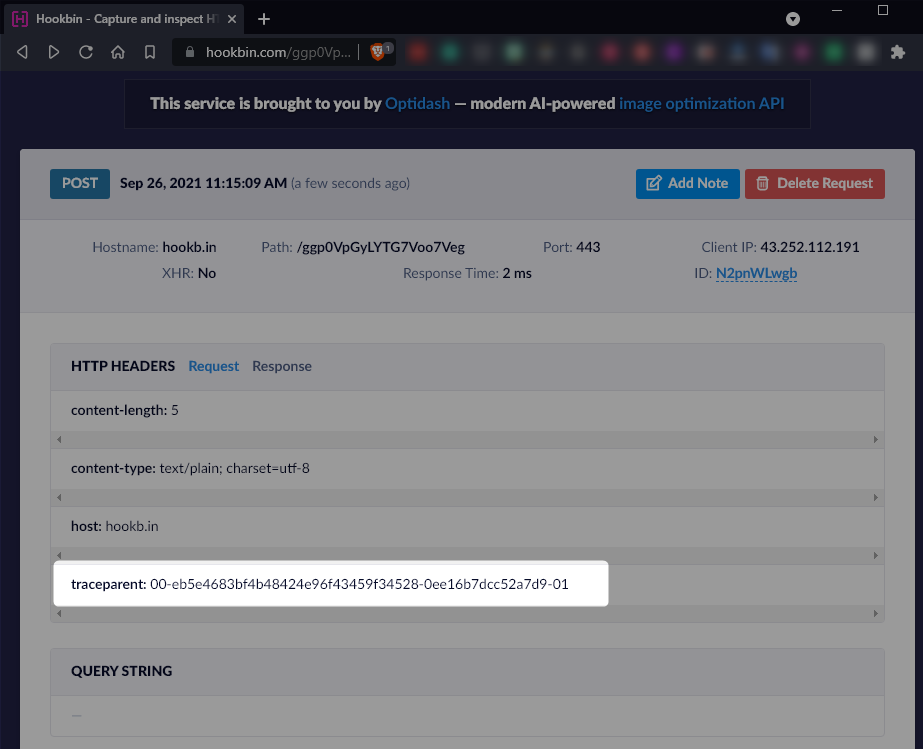 Hookbin - Capture and inspect HT
hookbin.com/ggp0Vp...
1
This service is brought to you by Optidash — modern AI-powered image optimization API
POST Sep 26, 2021 11:15:09 AM (a few seconds ago) Add Note Delete Request
Hostname: hookb.in Path: /ggp0VpGyLYTG7Voo7Veg Port: 443 Client IP: 43.252.112.191
XHR: No Response Time: 2 ms ID: N2pnWLwgb
HTTP HEADERS Request Response
content-length: 5
content-type: text/plain; charset=utf-8
host: hookb.in
traceparent: 00-eb5e4683bf4b48424e96f43459f34528-0ee16b7dcc52a7d9-01
QUERY STRING
—